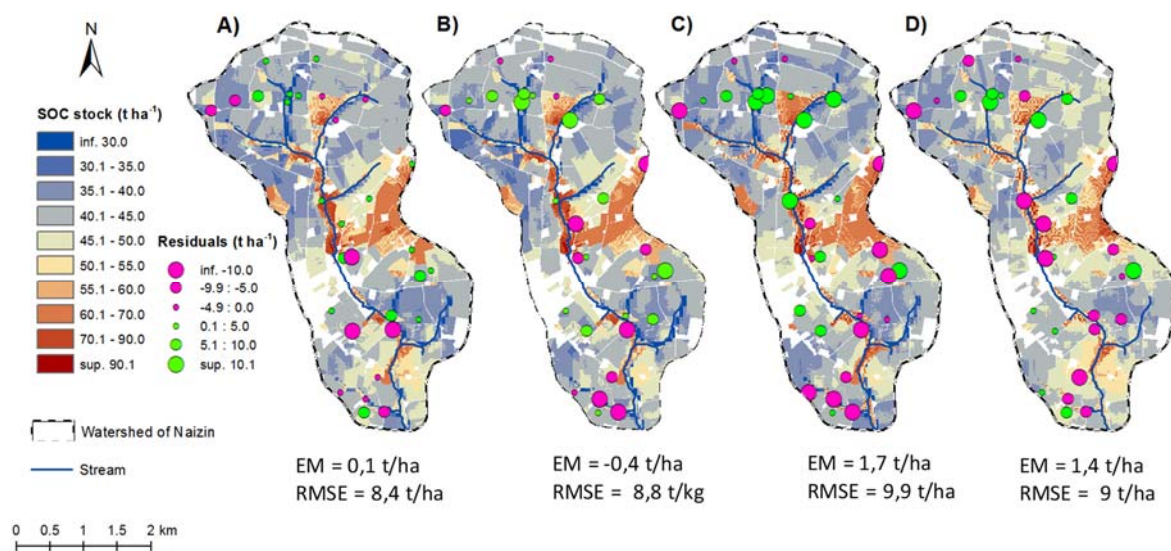 N
A)
B)
C)
D)
SOC stock (t ha⁻¹)
inf. 30.0
30.1 - 35.0
35.1 - 40.0
40.1 - 45.0
45.1 - 50.0
50.1 - 55.0
55.1 - 60.0
60.1 - 70.0
70.1 - 90.0
sup. 90.1
Residuals (t ha⁻¹)
inf. -10.0
-9.9 : -5.0
-4.9 : 0.0
0.1 : 5.0
5.1 : 10.0
sup. 10.1
Watershed of Naizin
Stream
0 0.5 1 2 km
EM = 0,1 t/ha
RMSE = 8,4 t/ha
EM = -0,4 t/ha
RMSE = 8,8 t/kg
EM = 1,7 t/ha
RMSE = 9,9 t/ha
EM = 1,4 t/ha
RMSE = 9 t/ha